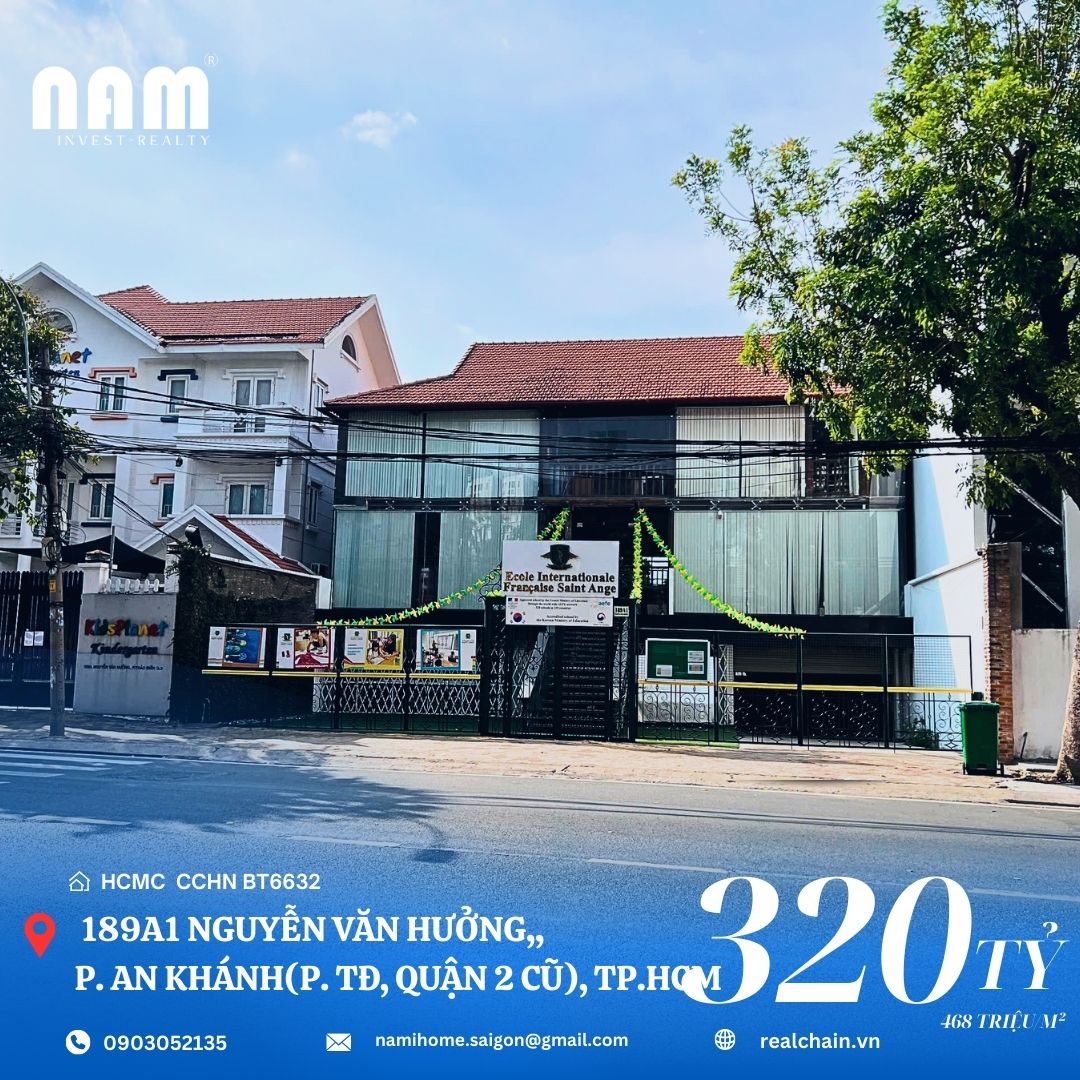 NAM®
INVEST-REALTY
KidsPlanet
Kindergarten
Ecole Internationale
Française Saint Ange
aefe
HCMC CCHN BT6632
189A1 NGUYỄN VĂN HƯỞNG,,
P. AN KHÁNH(P. TĐ, QUẬN 2 CŨ), TP.HCM
320 TỶ
468 TRIỆU/M²
0903052135
namihome.saigon@gmail.com
realchain.vn